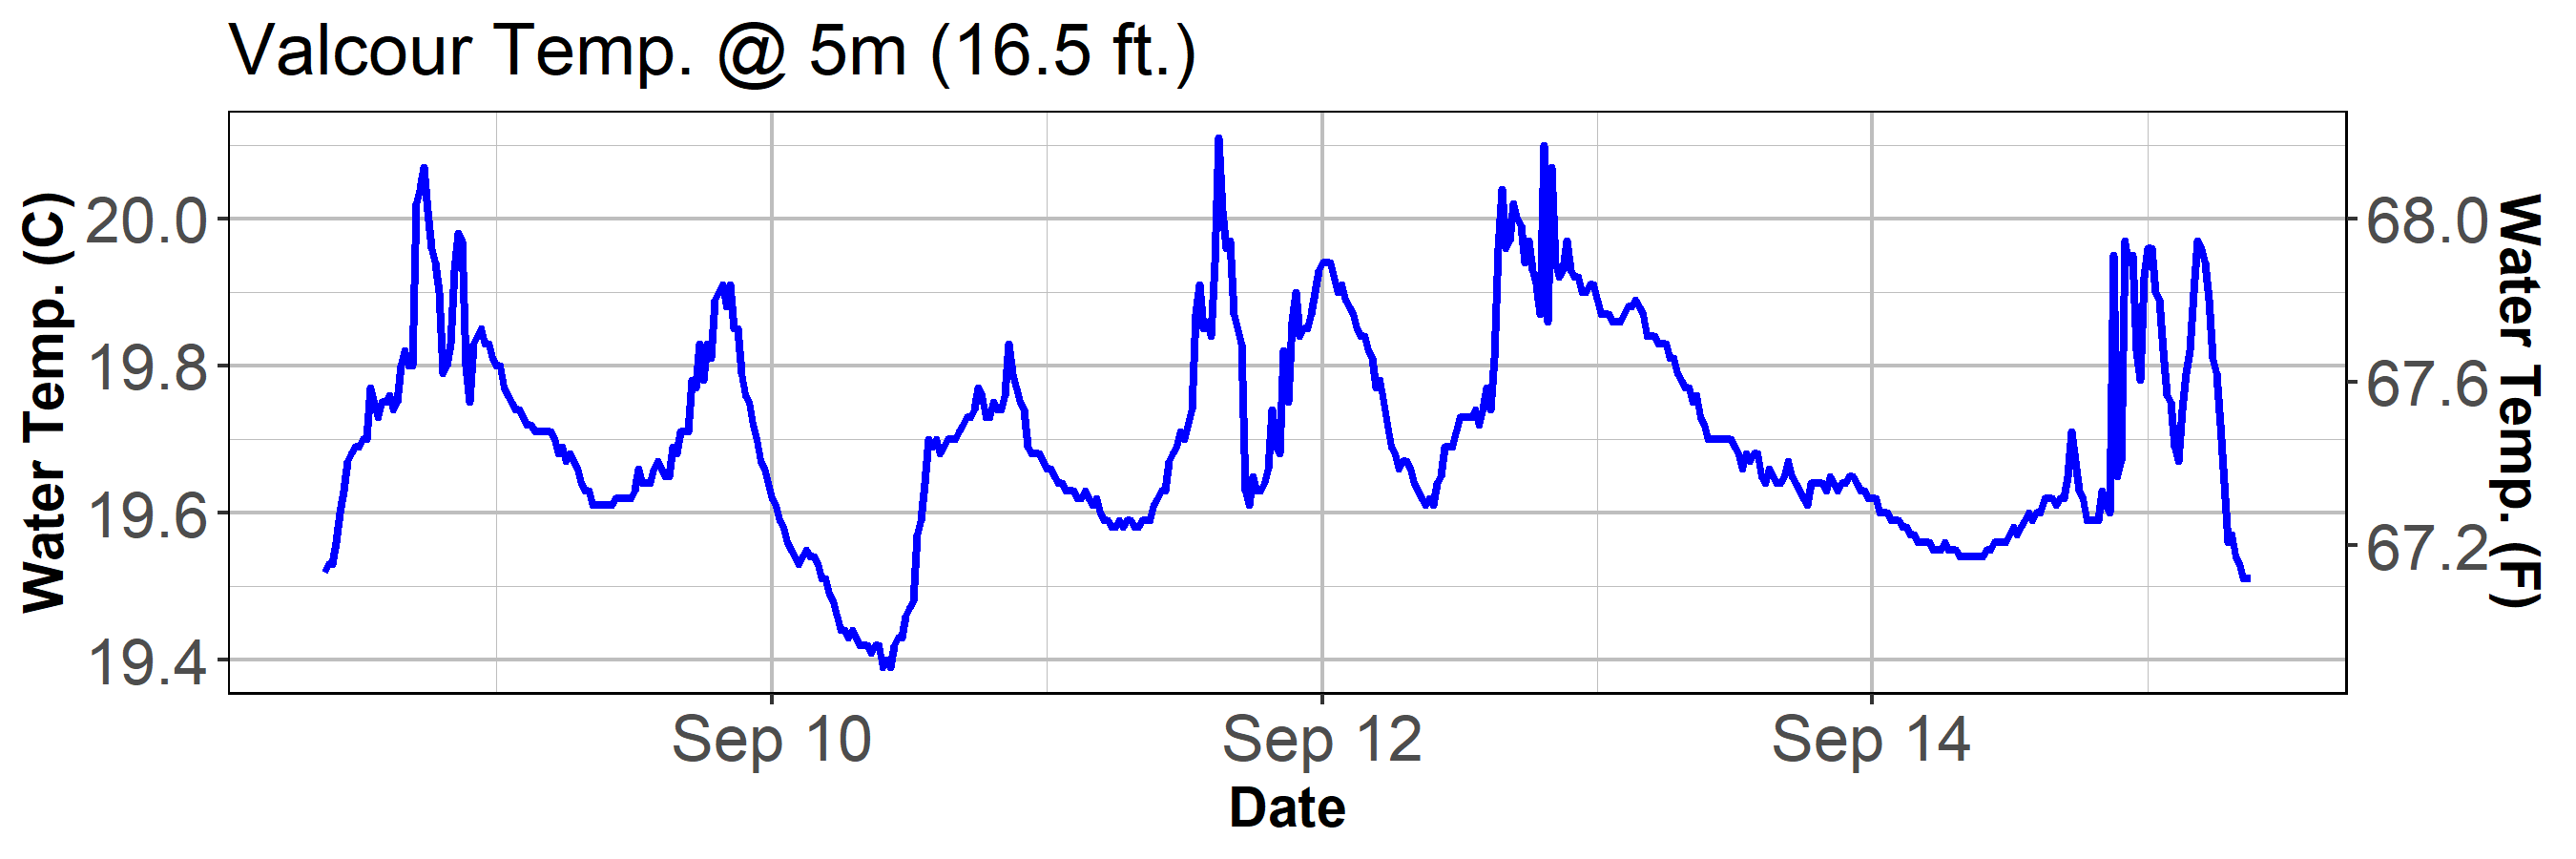 Valcour Temp. @ 5m (16.5 ft.)
Water Temp. (C)
20.0
19.8
19.6
19.4
68.0
67.6
67.2
Water Temp. (F)
Sep 10
Sep 12
Sep 14
Date